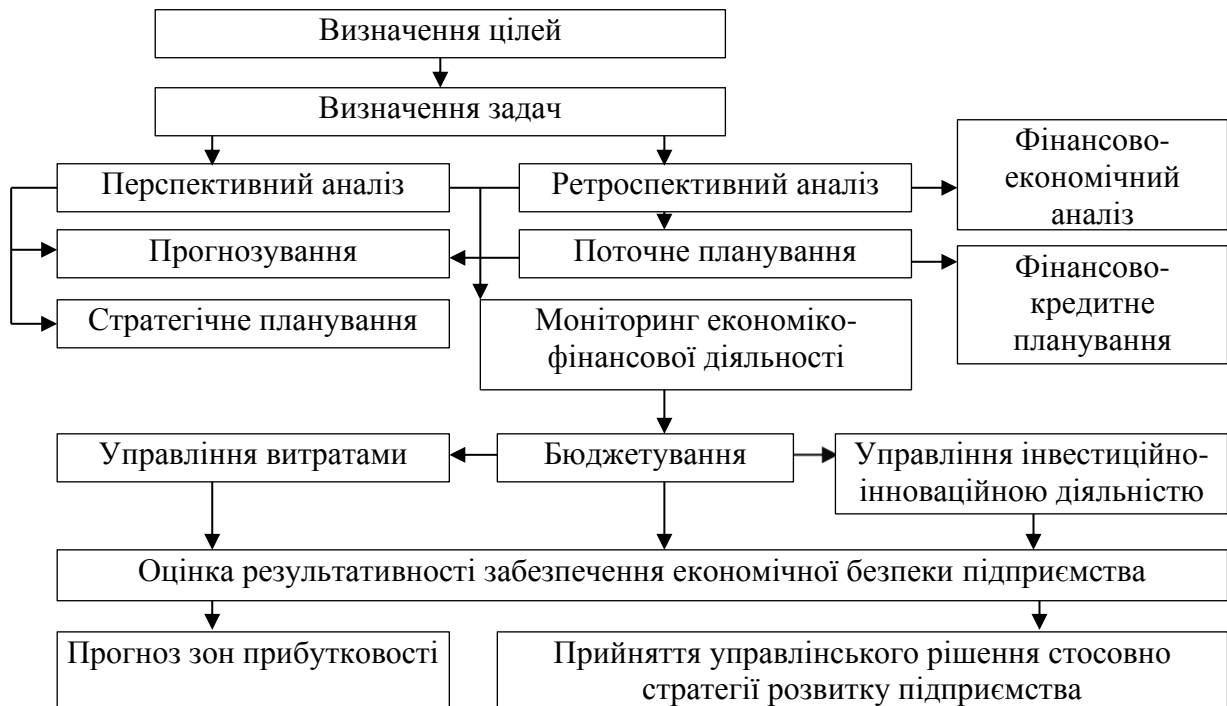 Визначення цілей
Визначення задач
Перспективний аналіз
Ретроспективний аналіз
Фінансово-
економічний
аналіз
Прогнозування
Поточне планування
Фінансово-
кредитне
планування
Стратегічне планування
Моніторинг економіко-
фінансової діяльності
Управління витратами
Бюджетування
Управління інвестиційно-
інноваційною діяльністю
Оцінка результативності забезпечення економічної безпеки підприємства
Прогноз зон прибутковості
Прийняття управлінського рішення стосовно
стратегії розвитку підприємства